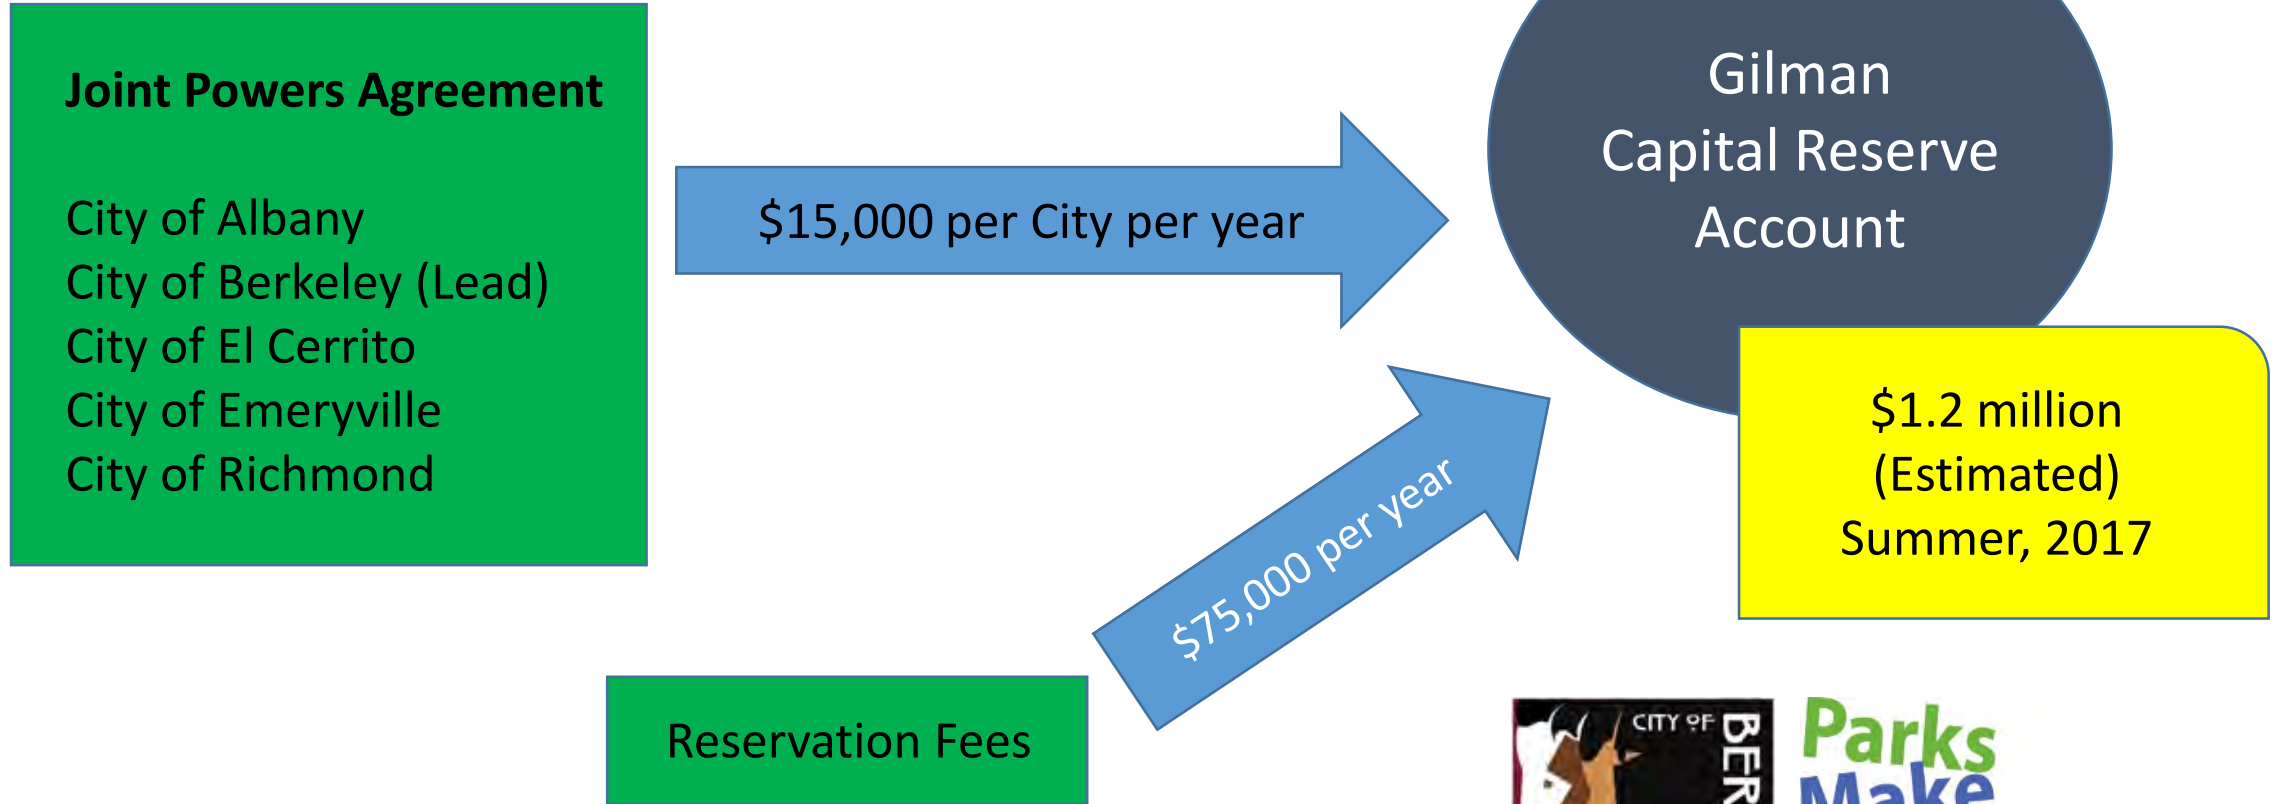 Joint Powers Agreement
City of Albany
City of Berkeley (Lead)
City of El Cerrito
City of Emeryville
City of Richmond
$15,000 per City per year
Gilman
Capital Reserve
Account
$1.2 million
(Estimated)
Summer, 2017
$75,000 per year
Reservation Fees
CITY OF
BER
Parks
Make